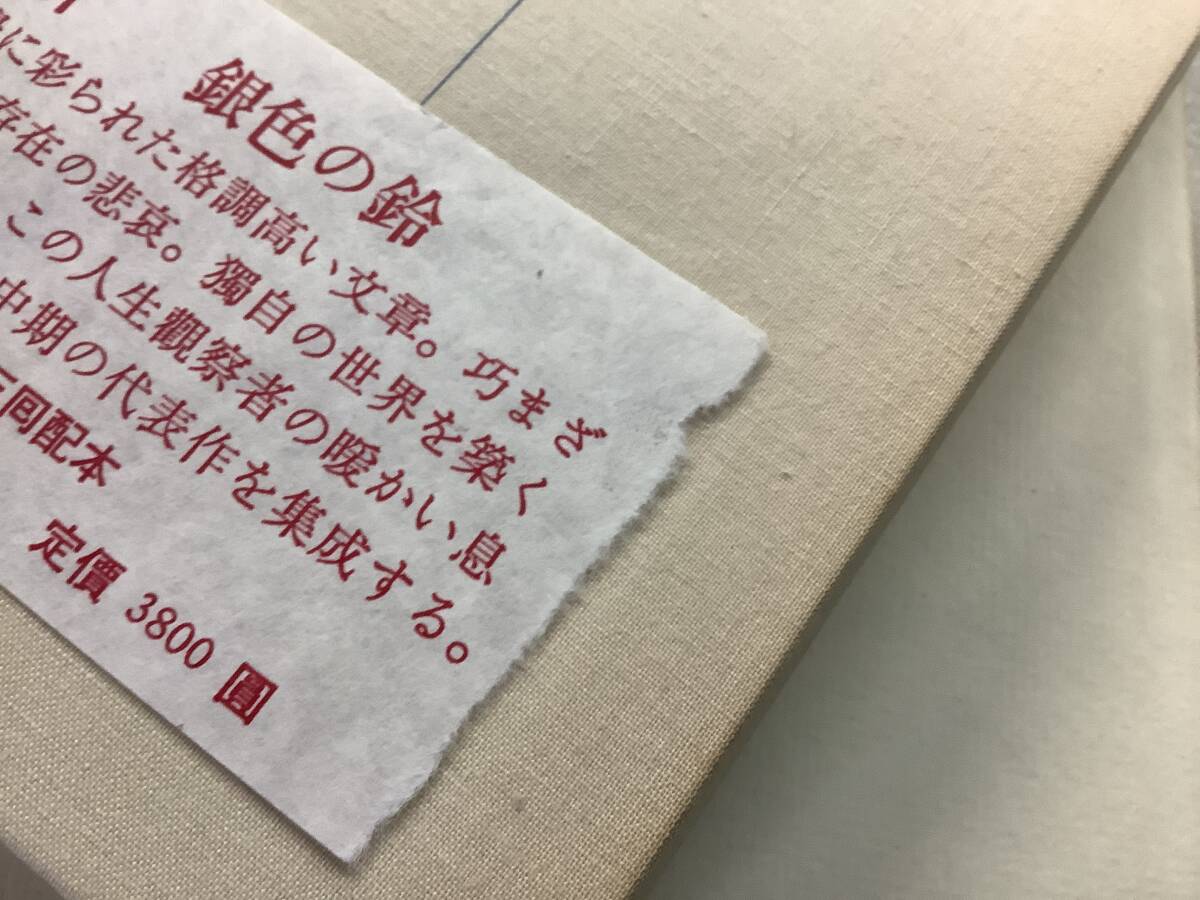 銀色の鈴
に彩られた格調高い文章。巧まざ
存在の悲哀。獨自の世界を築く
この人生觀察者の暖かい息
中期の代表作を集成する。
回配本
定價 3800 圓